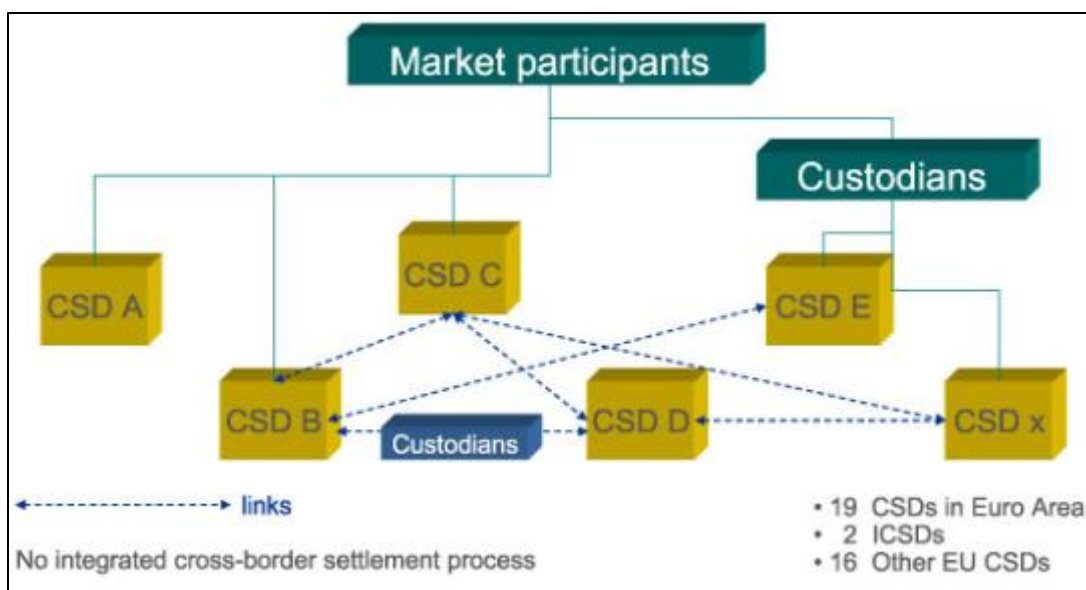 Market participants
Custodians
CSD C
CSD A
CSD E
CSD B
Custodians
CSD D
CSD x
links
No integrated cross-border settlement process
• 19 CSDs in Euro Area
• 2 ICSDs
• 16 Other EU CSDs